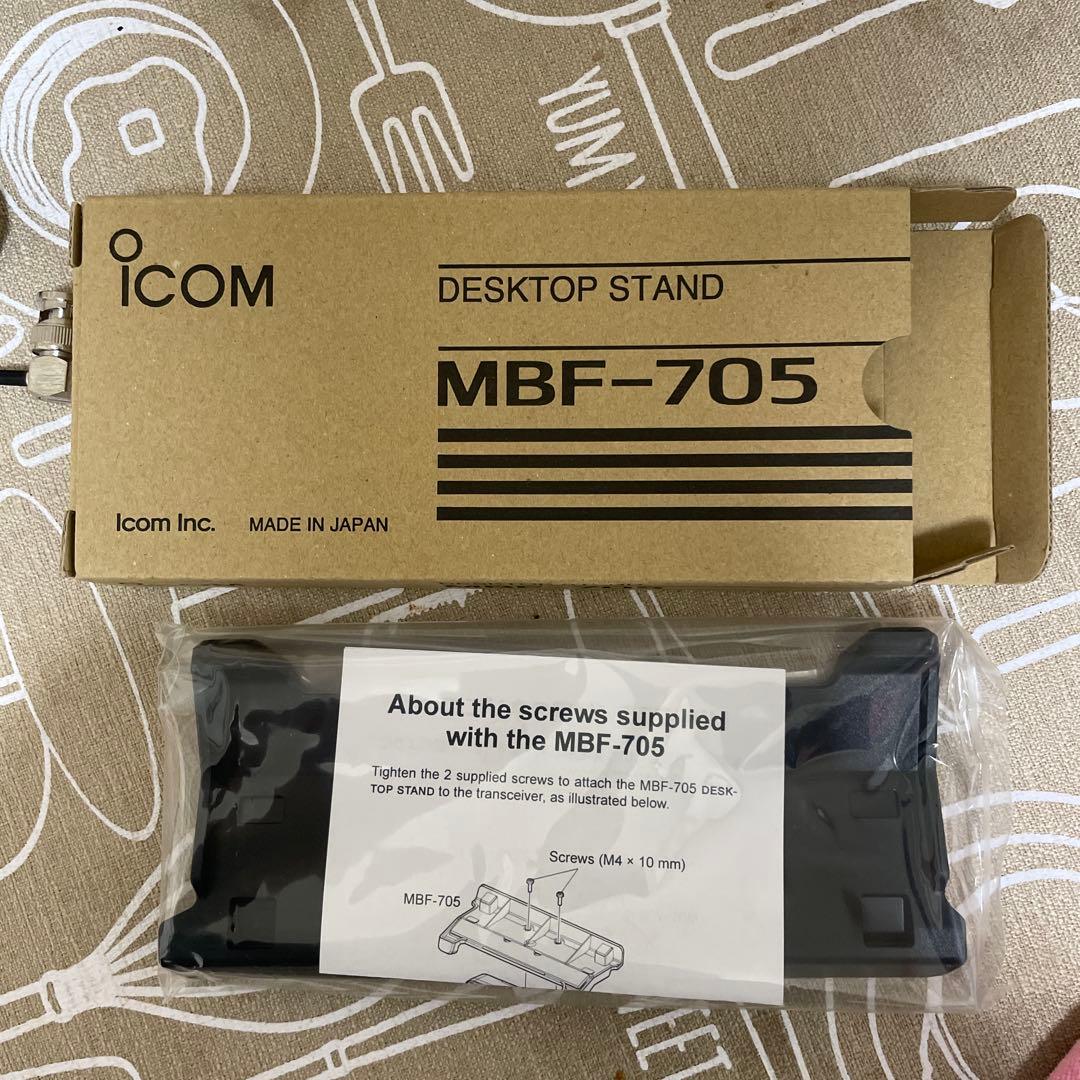 YUM
ICOM
DESKTOP STAND
MBF-705
Icom Inc. MADE IN JAPAN
About the screws supplied
with the MBF-705
Tighten the 2 supplied screws to attach the MBF-705 DESK-
TOP STAND to the transceiver, as illustrated below.
Screws (M4 × 10 mm)
MBF-705